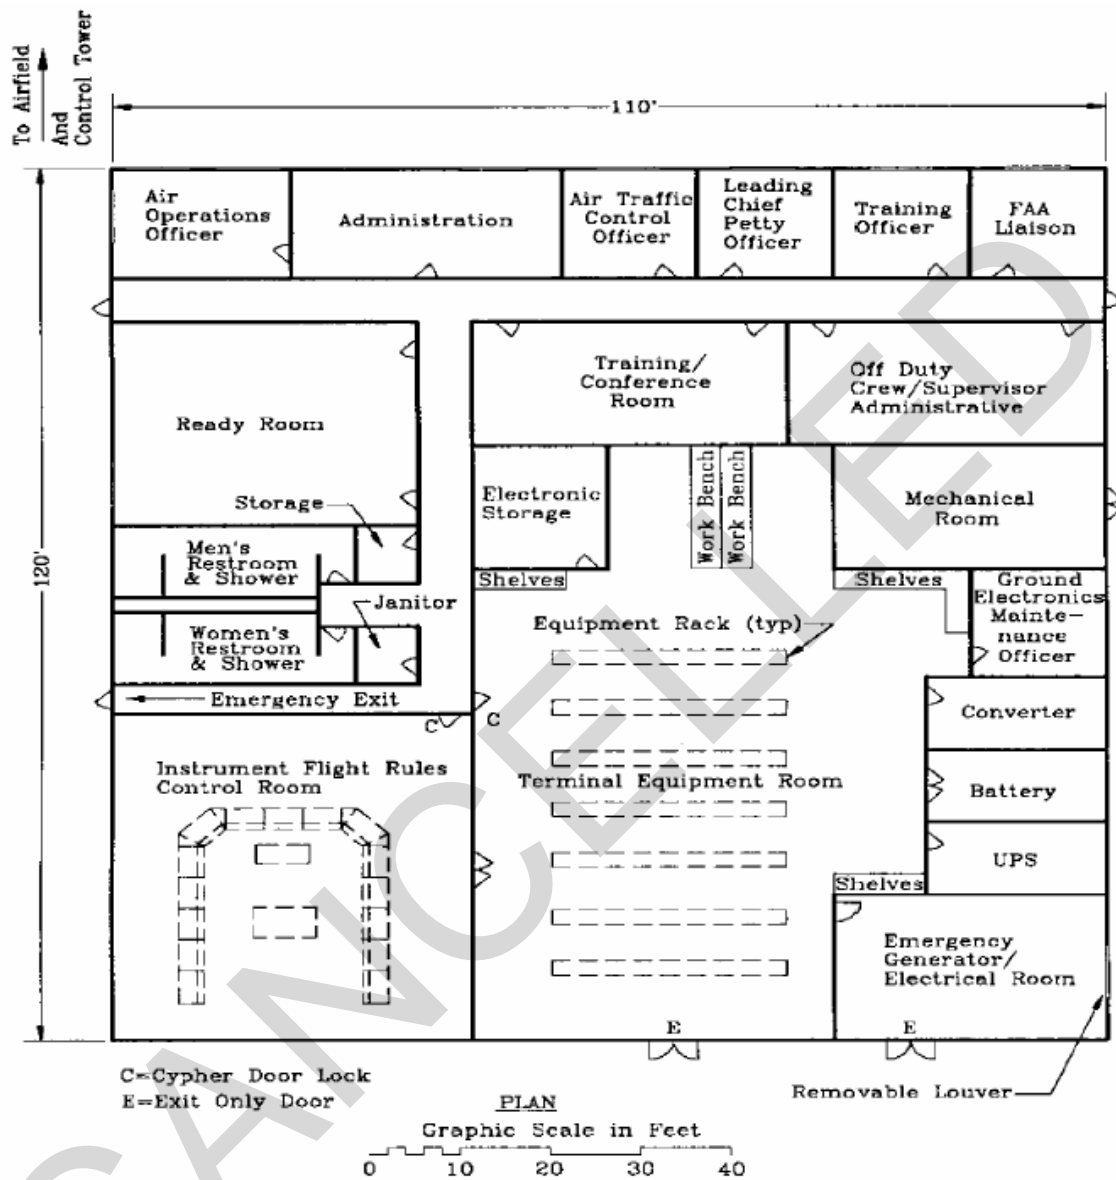 To Airfield
And
Control Tower
110'
120'
Air
Operations
Officer
Administration
Air Traffic
Control
Officer
Leading
Chief
Petty
Officer
Training
Officer
FAA
Liaison
Training/
Conference
Room
Off Duty
Crew/Supervisor
Administrative
Ready Room
Storage
Electronic
Storage
Work Bench
Work Bench
Mechanical
Room
Men's
Restroom
& Shower
Janitor
Women's
Restroom
& Shower
Shelves
Shelves
Ground
Electronics
Mainte-
nance
Officer
Equipment Rack (typ)
Emergency Exit
C
C
Converter
Instrument Flight Rules
Control Room
Terminal Equipment Room
Battery
UPS
Shelves
Emergency
Generator/
Electrical Room
E
E
C=Cypher Door Lock
E=Exit Only Door
Removable Louver
PLAN
Graphic Scale in Feet
0 10 20 30 40
CANCELLED